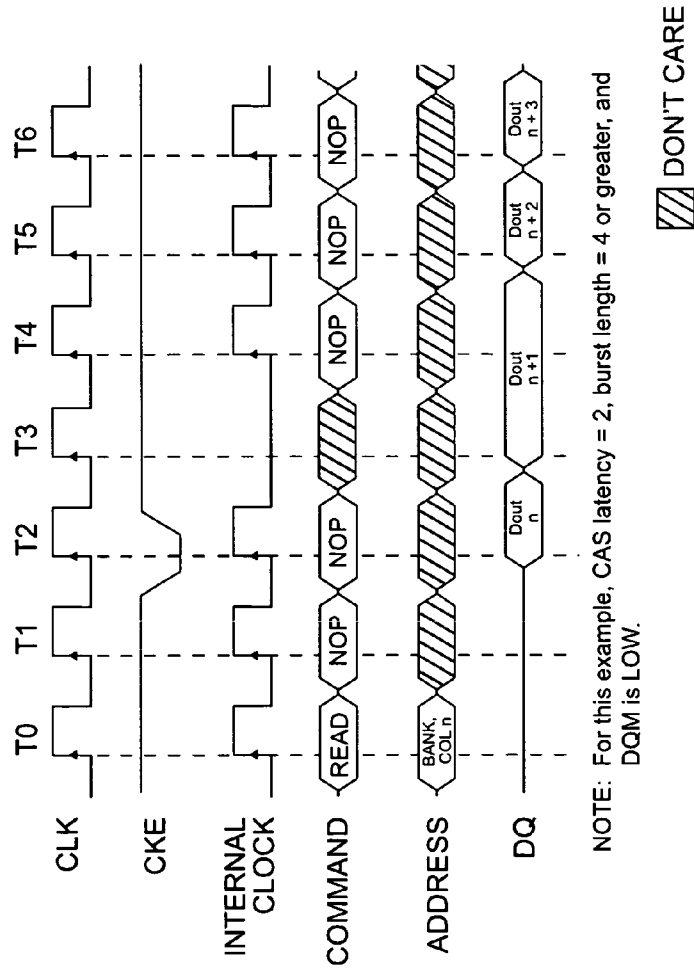 T0 T1 T2 T3 T4 T5 T6
CLK
CKE
INTERNAL
CLOCK
COMMAND
READ NOP NOP NOP NOP NOP
ADDRESS
BANK,
COL n
DQ
Dout
n
Dout
n+1
Dout
n + 2
Dout
n + 3
NOTE: For this example, CAS latency = 2, burst length = 4 or greater, and
DQM is LOW.
DON'T CARE